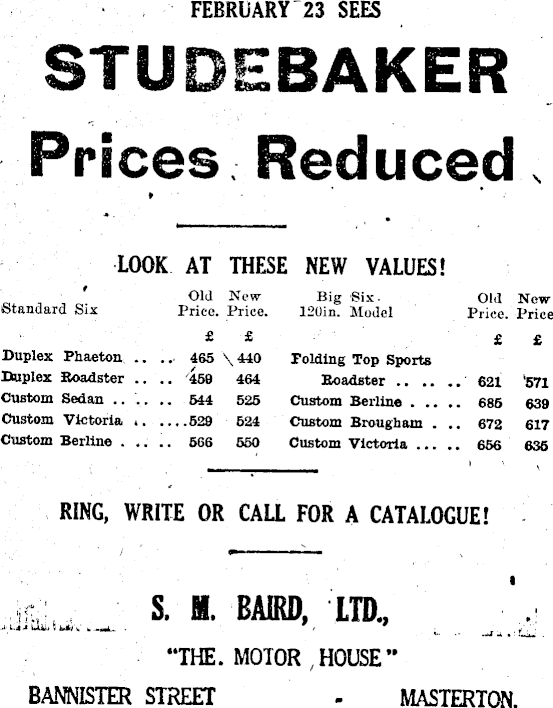 FEBRUARY 23 SEES
STUDEBAKER
Prices Reduced
LOOK AT THESE NEW VALUES!
Standard Six Old Price. New Price.
£ £
Duplex Phaeton .. .. 465 440
Duplex Roadster .. .. 459 464
Custom Sedan .. .. .. 544 525
Custom Victoria .. .. .. 529 524
Custom Berline . .. .. 566 550
Big Six. 120in. Model Old Price. New Price
£ £
Folding Top Sports
Roadster .. .. .. 621 571
Custom Berline . .. .. 685 639
Custom Brougham . .. 672 617
Custom Victoria ... .. 656 635
RING, WRITE OR CALL FOR A CATALOGUE!
S. M. BAIRD, LTD.,
"THE. MOTOR HOUSE"
BANNISTER STREET - MASTERTON.